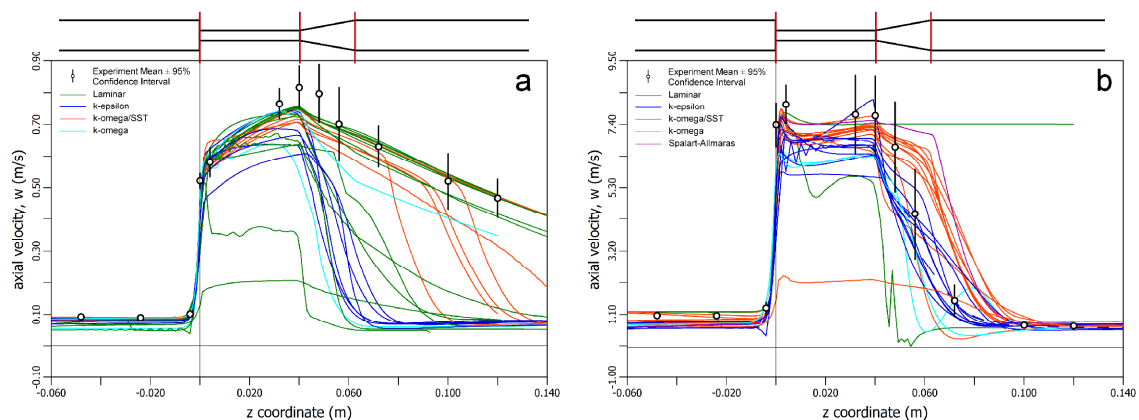 a
Experiment Mean ± 95%
Confidence Interval
Laminar
k-epsilon
k-omega/SST
k-omega
axial velocity, w (m/s)
0.90
0.70
0.50
0.30
0.10
-0.10
-0.060
-0.020
0.020
0.060
0.100
0.140
z coordinate (m)
b
Experiment Mean ± 95%
Confidence Interval
Laminar
k-epsilon
k-omega/SST
k-omega
Spalart-Allmaras
axial velocity, w (m/s)
9.50
7.40
5.30
3.20
1.10
-1.00
-0.060
-0.020
0.020
0.060
0.100
0.140
z coordinate (m)